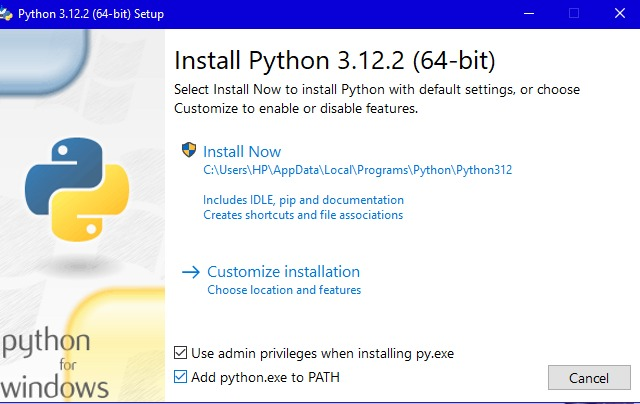 Python 3.12.2 (64-bit) Setup
Install Python 3.12.2 (64-bit)
Select Install Now to install Python with default settings, or choose
Customize to enable or disable features.
Install Now
C:\Users\HP\AppData\Local\Programs\Python\Python312
Includes IDLE, pip and documentation
Creates shortcuts and file associations
Customize installation
Choose location and features
python
for
windows
Use admin privileges when installing py.exe
Add python.exe to PATH
Cancel